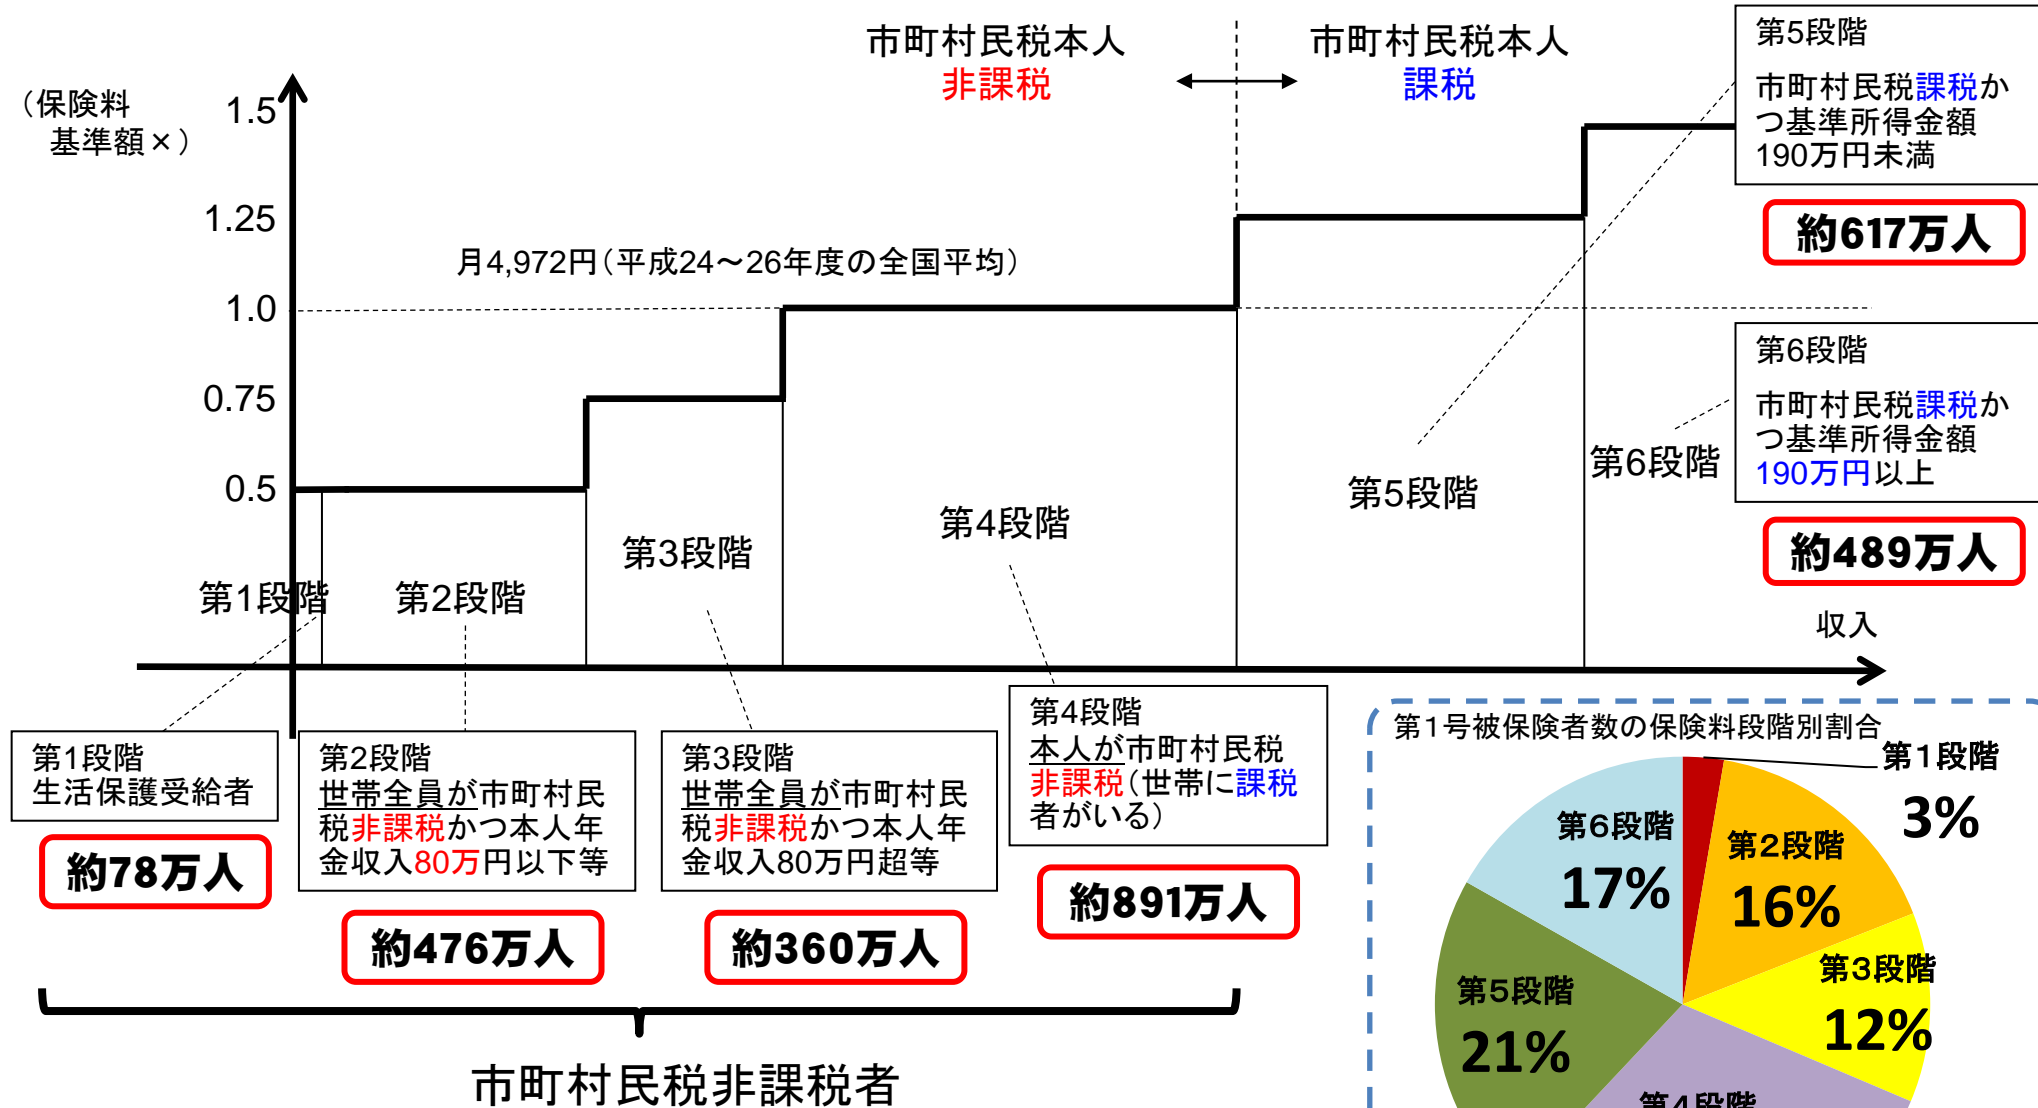 市町村民税本人
非課税
市町村民税本人
課税
（保険料
基準額×）
1.5
1.25
1.0
0.75
0.5
月4,972円（平成24～26年度の全国平均）
第1段階
第2段階
第3段階
第4段階
第5段階
第6段階
収入
第5段階
市町村民税課税か
つ基準所得金額
190万円未満
約617万人
第6段階
市町村民税課税か
つ基準所得金額
190万円以上
約489万人
第1段階
生活保護受給者
約78万人
第2段階
世帯全員が市町村民
税非課税かつ本人年
金収入80万円以下等
約476万人
第3段階
世帯全員が市町村民
税非課税かつ本人年
金収入80万円超等
約360万人
第4段階
本人が市町村民税
非課税（世帯に課税
者がいる）
約891万人
市町村民税非課税者
第1号被保険者数の保険料段階別割合
第1段階
3%
第2段階
16%
第3段階
12%
第4段階
第5段階
21%
第6段階
17%